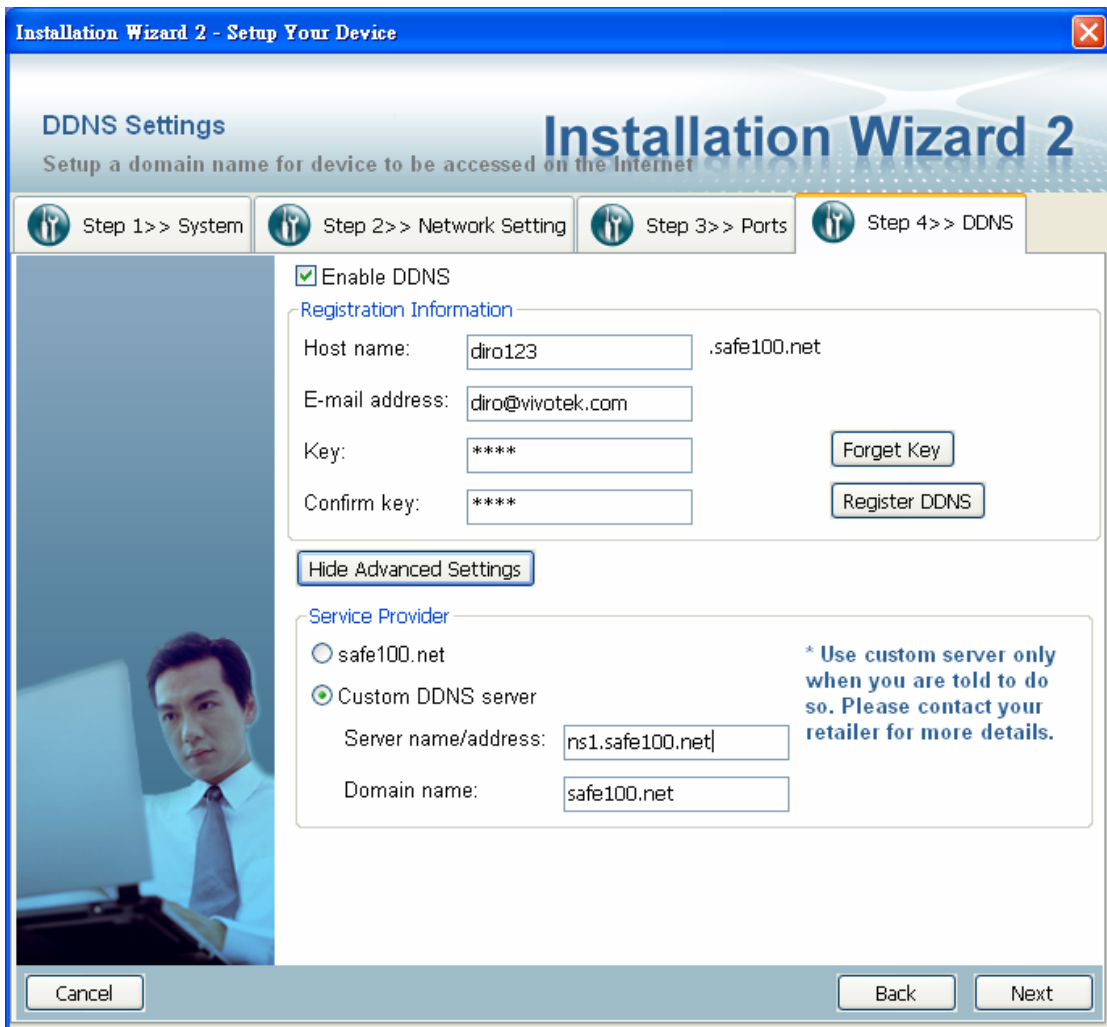 Installation Wizard 2 - Setup Your Device
DDNS Settings
Installation Wizard 2
Setup a domain name for device to be accessed on the Internet
Step 1>> System
Step 2>> Network Setting
Step 3>> Ports
Step 4>> DDNS
Enable DDNS
Registration Information
Host name: diro123 .safe100.net
E-mail address: diro@vivotek.com
Key: ****
Forget Key
Confirm key: ****
Register DDNS
Hide Advanced Settings
Service Provider
safe100.net
Custom DDNS server
Server name/address: ns1.safe100.net
Domain name: safe100.net
* Use custom server only
when you are told to do
so. Please contact your
retailer for more details.
Cancel
Back
Next